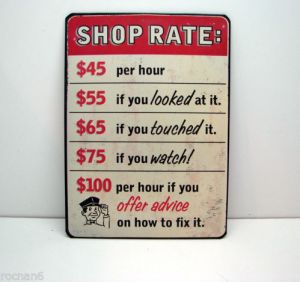 SHOP RATE:
$45 per hour
$55 if you looked at it.
$65 if you touched it.
$75 if you watch!
$100 per hour if you
offer advice
on how to fix it.
rochan6
rochan6